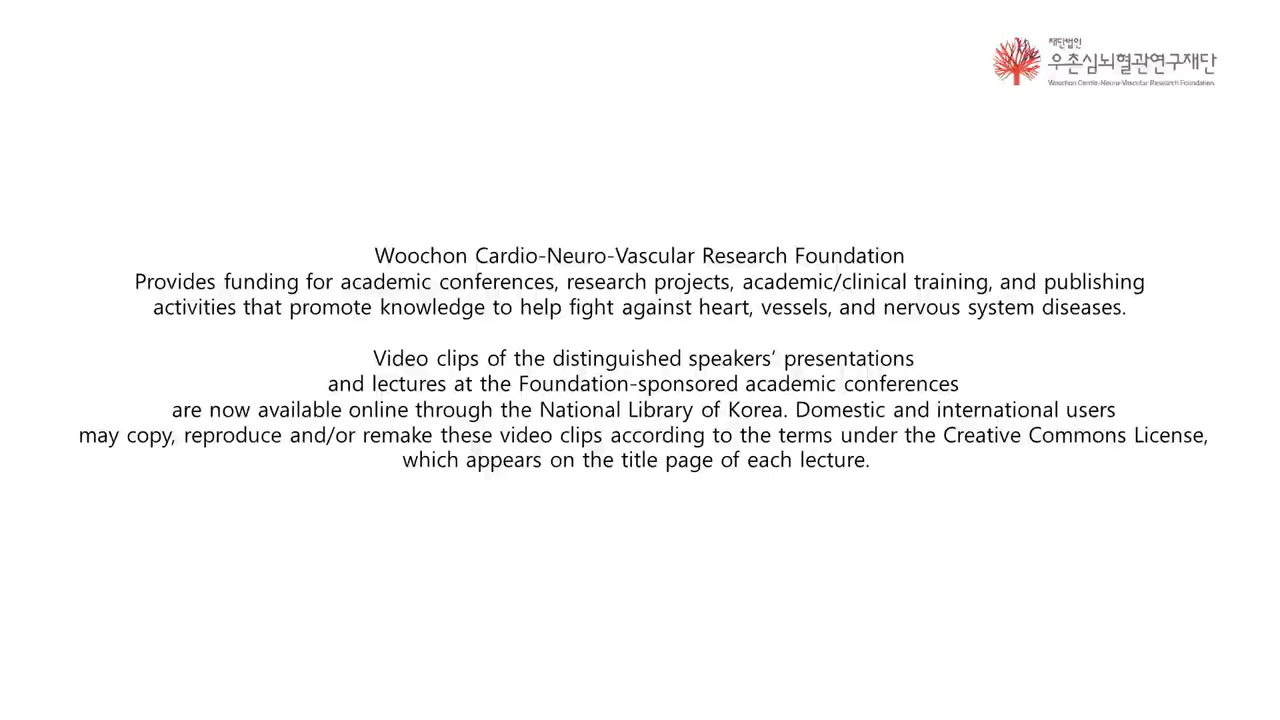 재단법인
우촌심뇌혈관연구재단
Woochon Cardio-Neuro-Vascular Research Foundation
Woochon Cardio-Neuro-Vascular Research Foundation
Provides funding for academic conferences, research projects, academic/clinical training, and publishing
activities that promote knowledge to help fight against heart, vessels, and nervous system diseases.
Video clips of the distinguished speakers‘ presentations
and lectures at the Foundation-sponsored academic conferences
are now available online through the National Library of Korea. Domestic and international users
may copy, reproduce and/or remake these video clips according to the terms under the Creative Commons License,
which appears on the title page of each lecture.